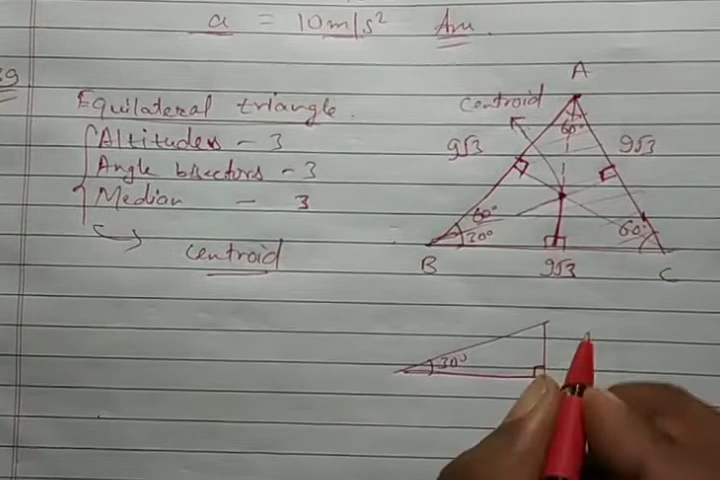 a = 10m/s² Ans.
39
Equilateral triangle.
Altitudes - 3
Angle bisectors - 3
Median - 3
centroid
A
Centroid
60°
9√3
9√3
60°
30°
60°
B
9√3
C
30°